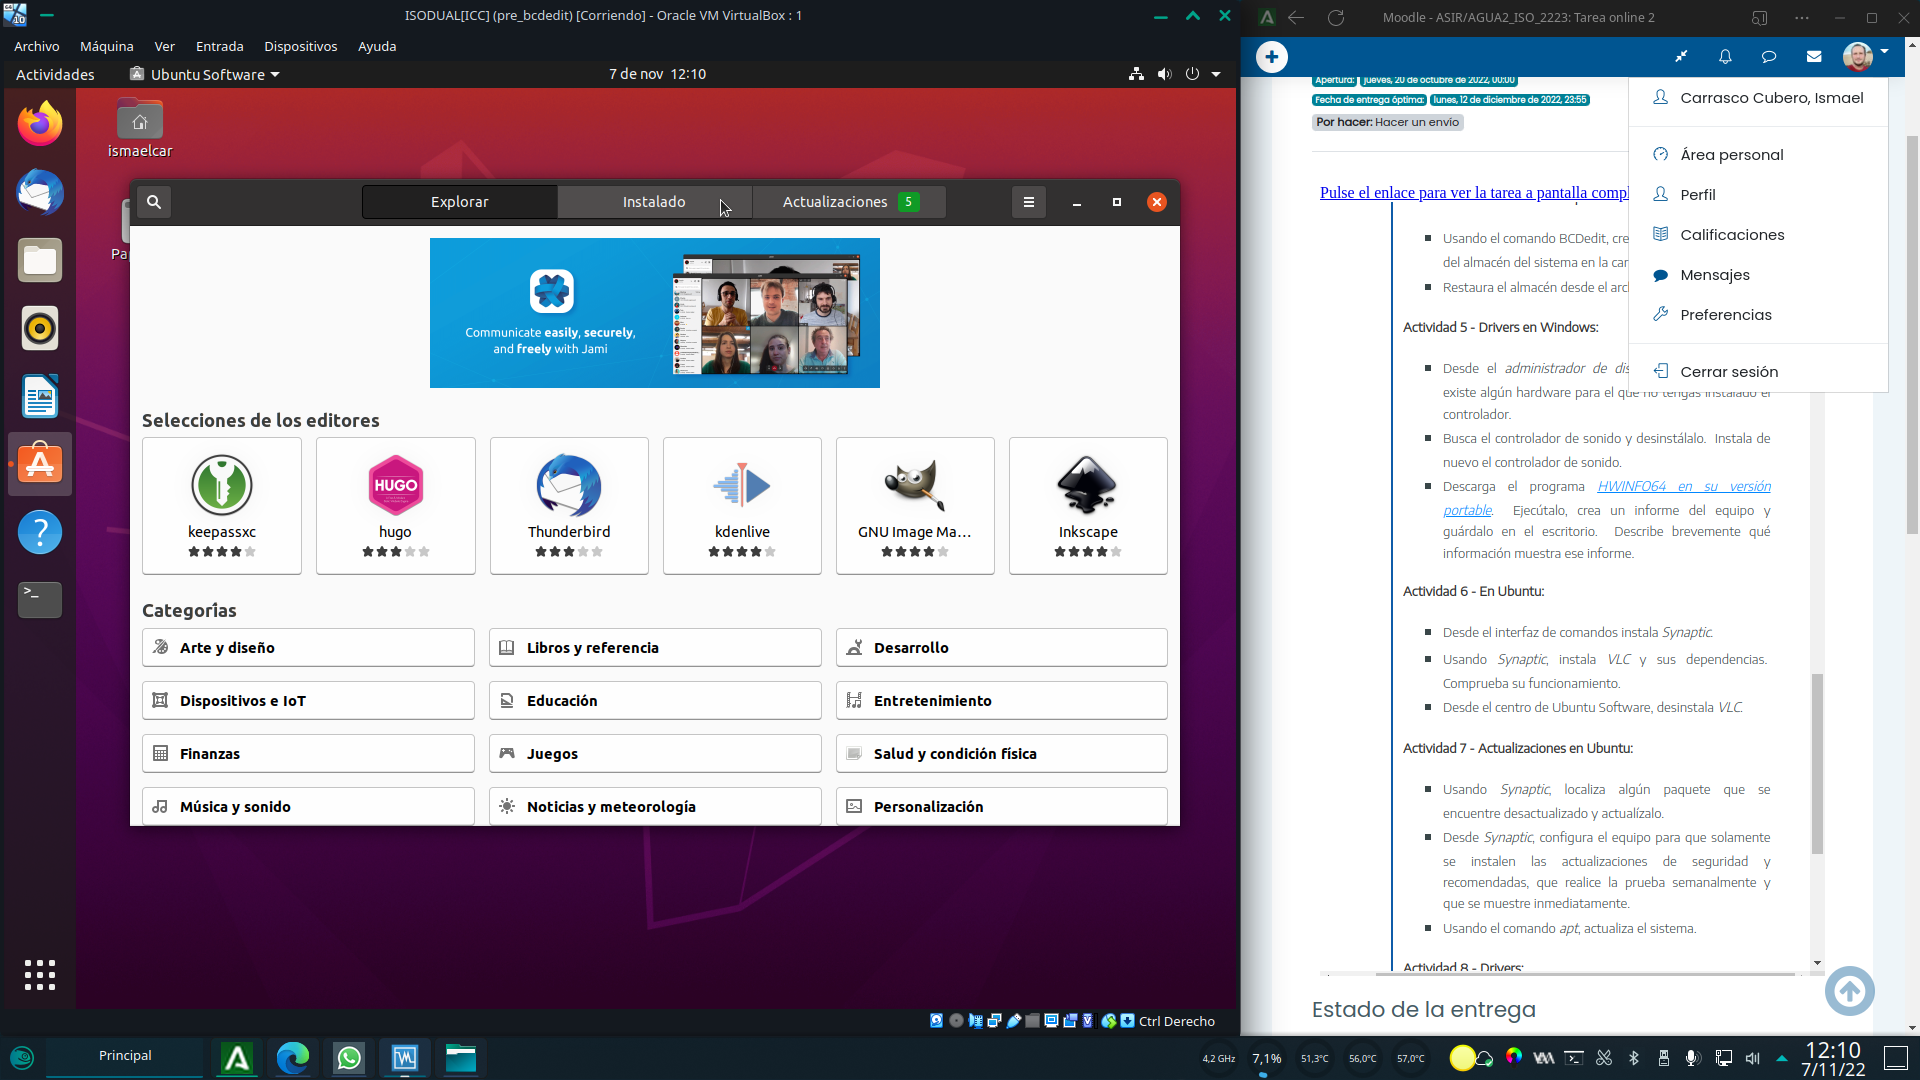 ISODUAL[ICC] (pre_bcdedit) [Corriendo] - Oracle VM VirtualBox : 1
Archivo Máquina Ver Entrada Dispositivos Ayuda
Actividades Ubuntu Software 7 de nov 12:10
ismaelcar
Explorar Instalado Actualizaciones 5
Communicate easily, securely,
and freely with Jami
Selecciones de los editores
HUGO
keepassxc hugo Thunderbird kdenlive GNU Image Ma... Inkscape
Categorías
Arte y diseño Libros y referencia Desarrollo
Dispositivos e IoT Educación Entretenimiento
Finanzas Juegos Salud y condición física
Música y sonido Noticias y meteorología Personalización
Ctrl Derecho
Moodle - ASIR/AGUA2_ISO_2223: Tarea online 2
Apertura: jueves, 20 de octubre de 2022, 00:00
Fecha de entrega óptima: lunes, 12 de diciembre de 2022, 23:55
Por hacer: Hacer un envío
Carrasco Cubero, Ismael
Área personal
Perfil
Calificaciones
Mensajes
Preferencias
Cerrar sesión
Pulse el enlace para ver la tarea a pantalla compl
Usando el comando BCDedit, cre
del almacén del sistema en la car
Restaura el almacén desde el arc
Actividad 5 - Drivers en Windows:
Desde el administrador de dis
existe algún hardware para el que no tengas instalado el
controlador.
Busca el controlador de sonido y desinstálalo. Instala de
nuevo el controlador de sonido.
Descarga el programa HWINFO64 en su versión
portable. Ejecútalo, crea un informe del equipo y
guárdalo en el escritorio. Describe brevemente qué
información muestra ese informe.
Actividad 6 - En Ubuntu:
Desde el interfaz de comandos instala Synaptic.
Usando Synaptic, instala VLC y sus dependencias.
Comprueba su funcionamiento.
Desde el centro de Ubuntu Software, desinstala VLC.
Actividad 7 - Actualizaciones en Ubuntu:
Usando Synaptic, localiza algún paquete que se
encuentre desactualizado y actualízalo.
Desde Synaptic, configura el equipo para que solamente
se instalen las actualizaciones de seguridad y
recomendadas, que realice la prueba semanalmente y
que se muestre inmediatamente.
Usando el comando apt, actualiza el sistema.
Actividad 8 - Drivers:
Estado de la entrega
Principal
4,2 GHz 7,1% 51,3°C 56,0°C 57,0°C
12:10
7/11/22